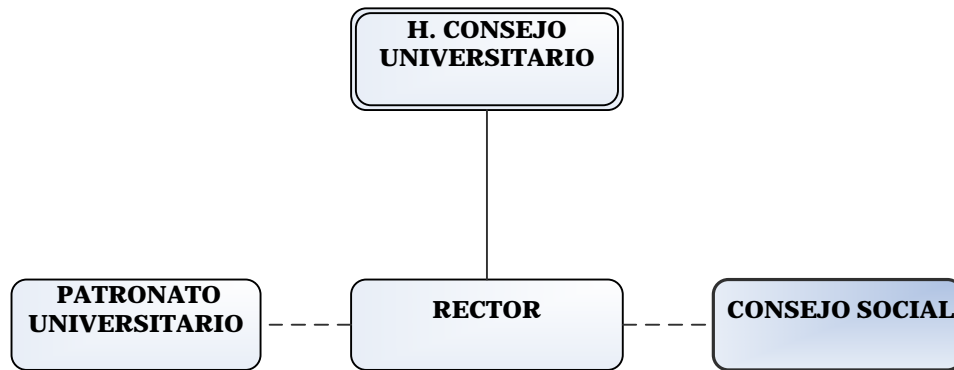 H. CONSEJO
UNIVERSITARIO
PATRONATO
UNIVERSITARIO
RECTOR
CONSEJO SOCIAL